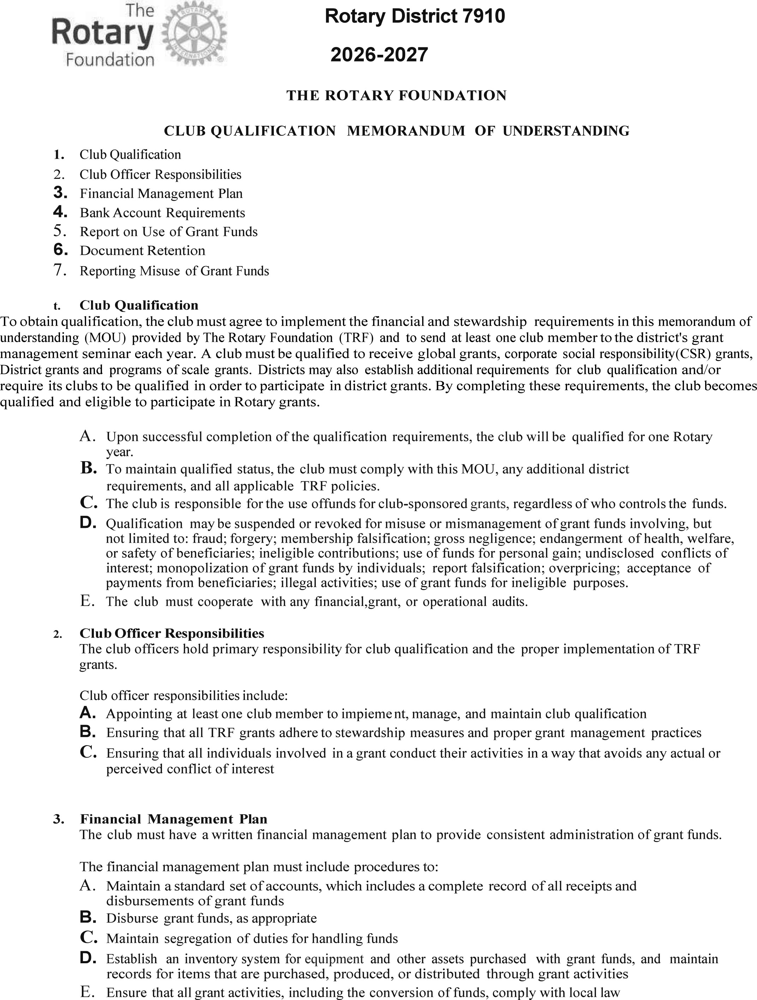 The
Rotary
Foundation
ROTARY
INTERNATIONAL
®
Rotary District 7910
2026-2027
THE ROTARY FOUNDATION
CLUB QUALIFICATION MEMORANDUM OF UNDERSTANDING
1. Club Qualification
2. Club Officer Responsibilities
3. Financial Management Plan
4. Bank Account Requirements
5. Report on Use of Grant Funds
6. Document Retention
7. Reporting Misuse of Grant Funds
t. Club Qualification
To obtain qualification, the club must agree to implement the financial and stewardship requirements in this memorandum of
understanding (MOU) provided by The Rotary Foundation (TRF) and to send at least one club member to the district's grant
management seminar each year. A club must be qualified to receive global grants, corporate social responsibility(CSR) grants,
District grants and programs of scale grants. Districts may also establish additional requirements for club qualification and/or
require its clubs to be qualified in order to participate in district grants. By completing these requirements, the club becomes
qualified and eligible to participate in Rotary grants.
A. Upon successful completion of the qualification requirements, the club will be qualified for one Rotary
year.
B. To maintain qualified status, the club must comply with this MOU, any additional district
requirements, and all applicable TRF policies.
C. The club is responsible for the use offunds for club-sponsored grants, regardless of who controls the funds.
D. Qualification may be suspended or revoked for misuse or mismanagement of grant funds involving, but
not limited to: fraud; forgery; membership falsification; gross negligence; endangerment of health, welfare,
or safety of beneficiaries; ineligible contributions; use of funds for personal gain; undisclosed conflicts of
interest; monopolization of grant funds by individuals; report falsification; overpricing; acceptance of
payments from beneficiaries; illegal activities; use of grant funds for ineligible purposes.
E. The club must cooperate with any financial,grant, or operational audits.
2. Club Officer Responsibilities
The club officers hold primary responsibility for club qualification and the proper implementation of TRF
grants.
Club officer responsibilities include:
A. Appointing at least one club member to impiement, manage, and maintain club qualification
B. Ensuring that all TRF grants adhere to stewardship measures and proper grant management practices
C. Ensuring that all individuals involved in a grant conduct their activities in a way that avoids any actual or
perceived conflict of interest
3. Financial Management Plan
The club must have a written financial management plan to provide consistent administration of grant funds.
The financial management plan must include procedures to:
A. Maintain a standard set of accounts, which includes a complete record of all receipts and
disbursements of grant funds
B. Disburse grant funds, as appropriate
C. Maintain segregation of duties for handling funds
D. Establish an inventory system for equipment and other assets purchased with grant funds, and maintain
records for items that are purchased, produced, or distributed through grant activities
E. Ensure that all grant activities, including the conversion of funds, comply with local law